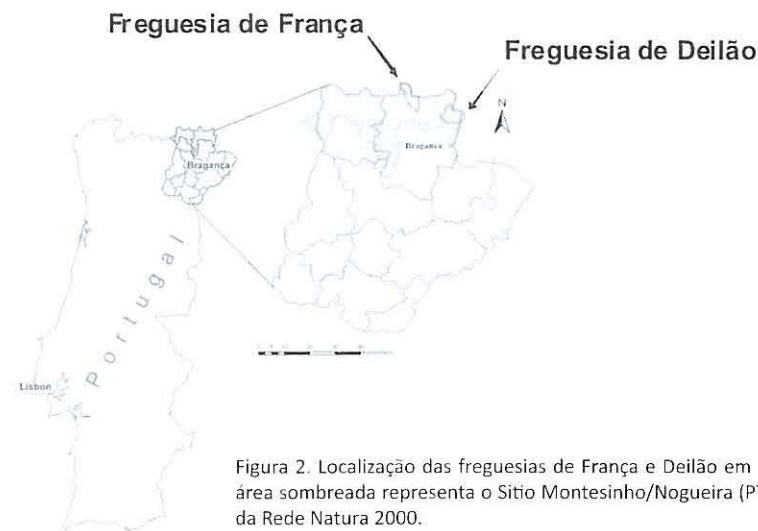 Freguesia de França
Freguesia de Deilão
N
Bragança
Bragança
Portugal
Lisbon
Figura 2. Localização das freguesias de França e Deilão em
área sombreada representa o Sitio Montesinho/Nogueira (P
da Rede Natura 2000.